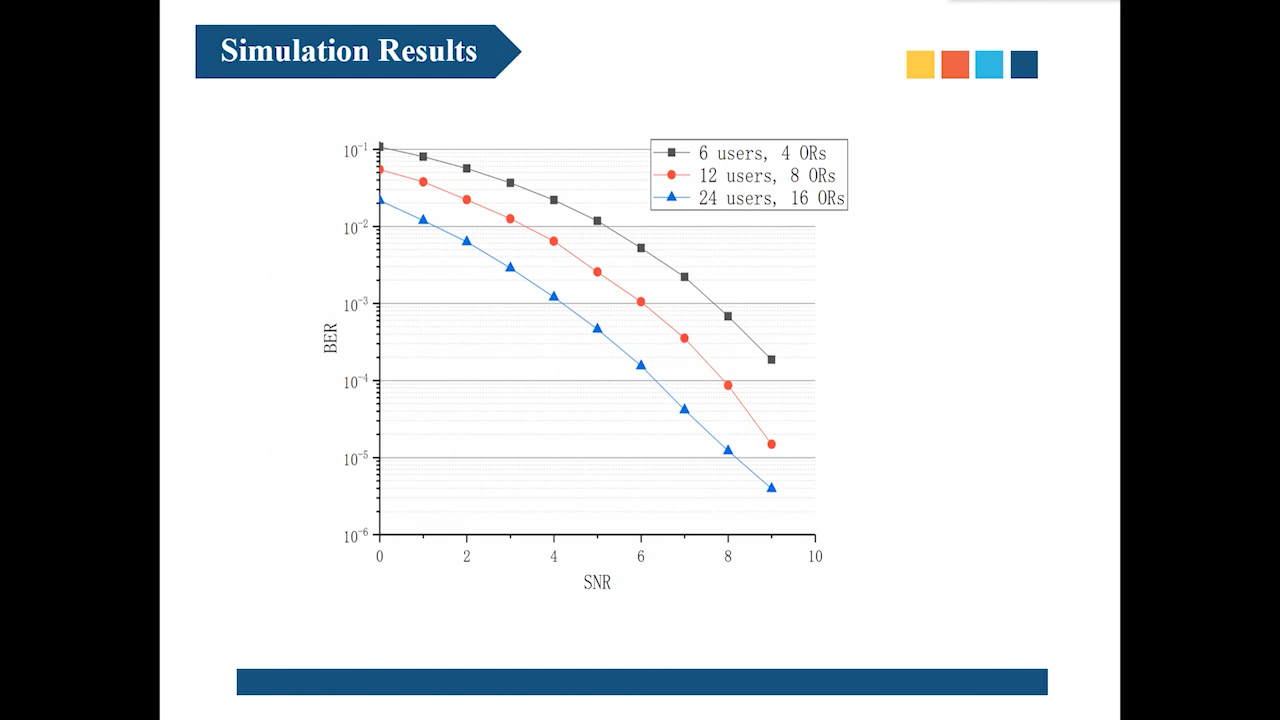 Simulation Results
6 users, 4 ORs
12 users, 8 ORs
24 users, 16 ORs
10⁻¹
10⁻²
10⁻³
10⁻⁴
10⁻⁵
10⁻⁶
BER
0 2 4 6 8 10
SNR